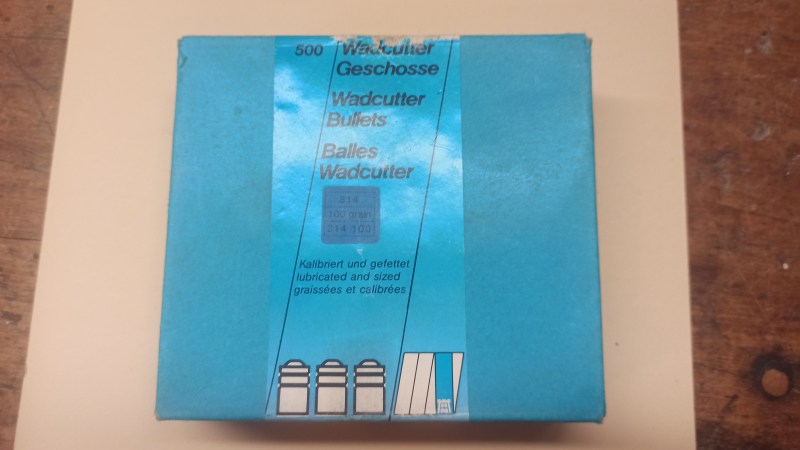 500 Wadcutter
Geschosse
Wadcutter
Bullets
Balles
Wadcutter
314
100 grain
314 100
Kalibriert und gefettet
lubricated and sized
graissées et calibrées